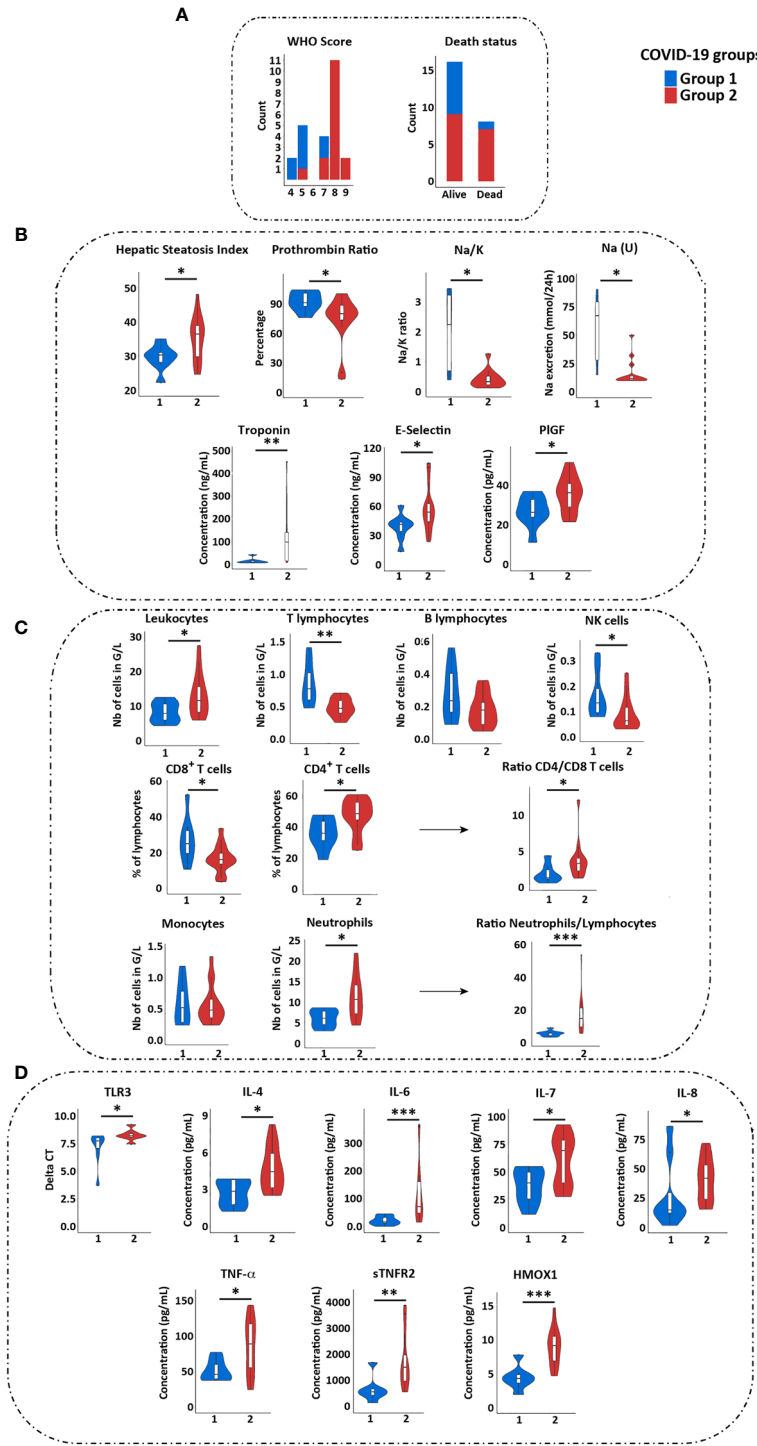 A
WHO Score
Death status
COVID-19 groups
Group 1
Group 2
Count
11
10
9
8
7
6
5
4
3
2
1
4 5 6 7 8 9
Count
15
10
5
0
Alive Dead
B
Hepatic Steatosis Index
Prothrombin Ratio
Na/K
Na (U)
*
50
40
30
20
1 2
*
Percentage
90
60
30
0
1 2
*
Na/K ratio
3
2
1
0
1 2
*
Na excretion (mmol/24h)
100
75
50
25
0
1 2
Troponin
E-Selectin
PlGF
**
Concentration (ng/mL)
500
400
300
200
100
0
1 2
*
Concentration (ng/mL)
120
90
60
30
0
1 2
*
Concentration (pg/mL)
60
40
20
0
1 2
C
Leukocytes
T lymphocytes
B lymphocytes
NK cells
*
Nb of cells in G/L
30
20
10
0
1 2
**
Nb of cells in G/L
1.5
1.0
0.5
0.0
1 2
Nb of cells in G/L
0.6
0.4
0.2
0.0
1 2
*
Nb of cells in G/L
0.3
0.2
0.1
0.0
1 2
CD8+ T cells
CD4+ T cells
Ratio CD4/CD8 T cells
*
% of lymphocytes
60
40
20
0
1 2
*
% of lymphocytes
60
40
20
0
1 2
*
10
5
0
1 2
Monocytes
Neutrophils
Ratio Neutrophils/Lymphocytes
Nb of cells in G/L
1.5
1.0
0.5
0.0
1 2
*
Nb of cells in G/L
25
20
15
10
5
0
1 2
***
60
40
20
0
1 2
D
TLR3
IL-4
IL-6
IL-7
IL-8
*
Delta CT
10.0
7.5
5.0
2.5
0.0
1 2
*
Concentration (pg/mL)
9
6
3
0
1 2
***
Concentration (pg/mL)
300
200
100
0
1 2
*
Concentration (pg/mL)
100
75
50
25
0
1 2
*
Concentration (pg/mL)
90
60
30
0
1 2
TNF-α
sTNFR2
HMOX1
*
Concentration (pg/mL)
150
100
50
0
1 2
**
Concentration (pg/mL)
4000
3000
2000
1000
0
1 2
***
Concentration (pg/mL)
15
10
5
0
1 2